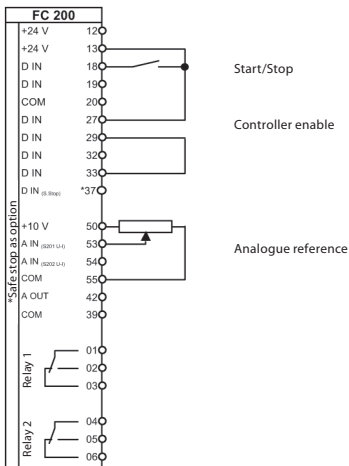 FC 200
+24 V 12
+24 V 13
D IN 18
Start/Stop
D IN 19
COM 20
D IN 27
Controller enable
D IN 29
D IN 32
D IN 33
D IN (S.Stop) *37
+10 V 50
A IN (S201 U-I) 53
Analogue reference
A IN (S202 U-I) 54
COM 55
A OUT 42
COM 39
*Safe stop as option
Relay 1
01
02
03
Relay 2
04
05
06